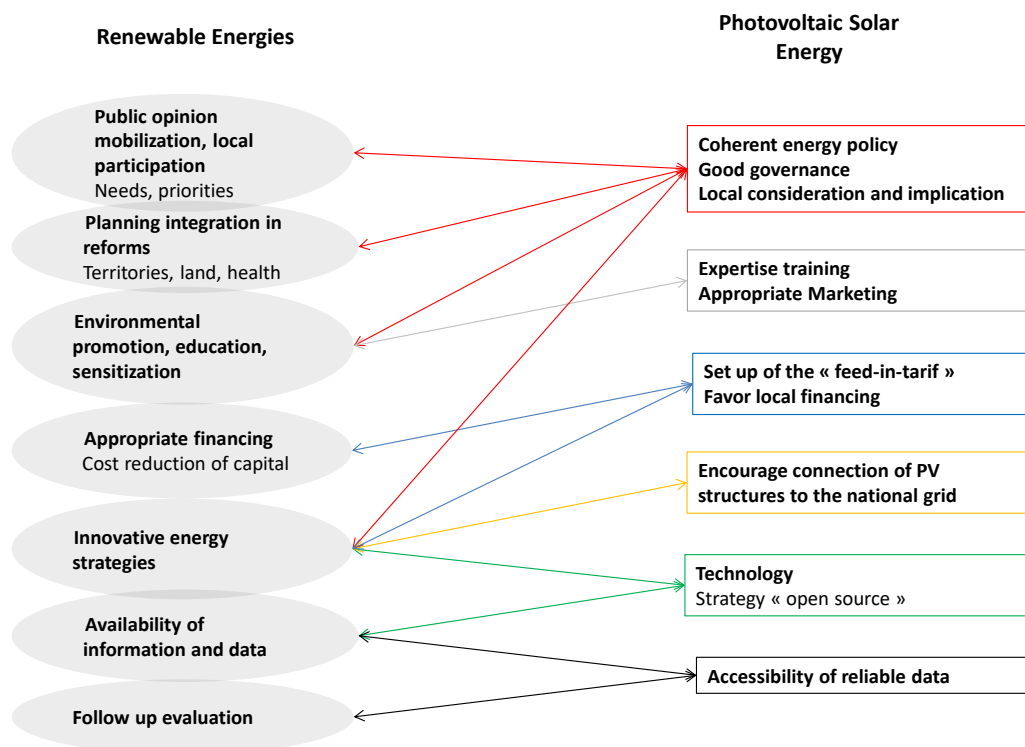 Renewable Energies
Photovoltaic Solar
Energy
Public opinion
mobilization, local
participation
Needs, priorities
Planning integration in
reforms
Territories, land, health
Environmental
promotion, education,
sensitization
Appropriate financing
Cost reduction of capital
Innovative energy
strategies
Availability of
information and data
Follow up evaluation
Coherent energy policy
Good governance
Local consideration and implication
Expertise training
Appropriate Marketing
Set up of the « feed-in-tarif »
Favor local financing
Encourage connection of PV
structures to the national grid
Technology
Strategy « open source »
Accessibility of reliable data